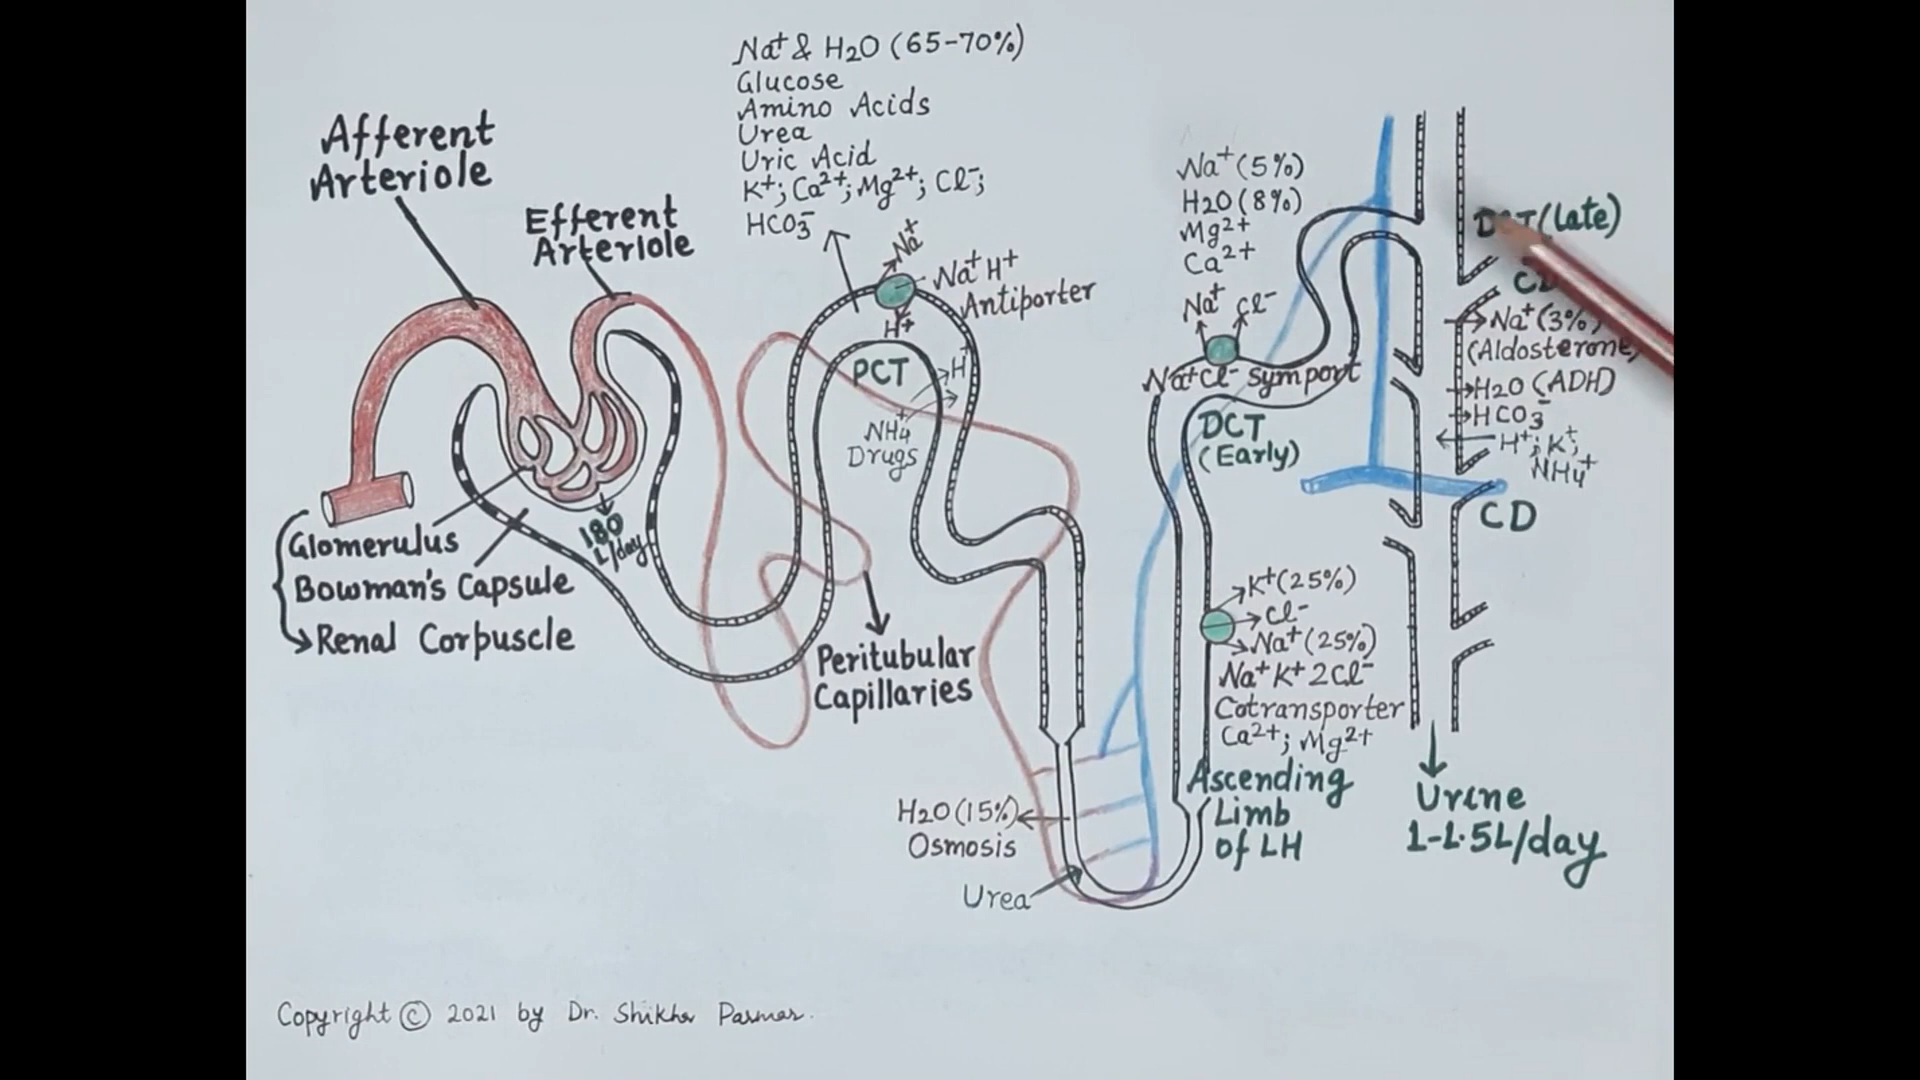 Na+ & H2O (65-70%)
Glucose
Amino Acids
Urea
Uric Acid
K+; Ca2+; Mg2+; Cl-;
HCO3-
Afferent
Arteriole
Efferent
Arteriole
Na+
Na+ H+
Antiporter
H+
PCT
H+
NH4+
Drugs
180
L/day
Glomerulus
Bowman's Capsule
Renal Corpuscle
Peritubular
Capillaries
H2O (15%)
Osmosis
Urea
Na+ (5%)
H2O (8%)
Mg2+
Ca2+
Na+ Cl-
Na+Cl- symport
DCT
(Early)
K+ (25%)
Cl-
Na+ (25%)
Na+ K+ 2Cl-
Cotransporter
Ca2+; Mg2+
Ascending
Limb
of LH
(late)
Na+ (3%)
(Aldosterone)
H2O (ADH)
HCO3-
H+; K+;
NH4+
CD
Urine
1-1.5L/day
Copyright © 2021 by Dr. Shikha Parmar.